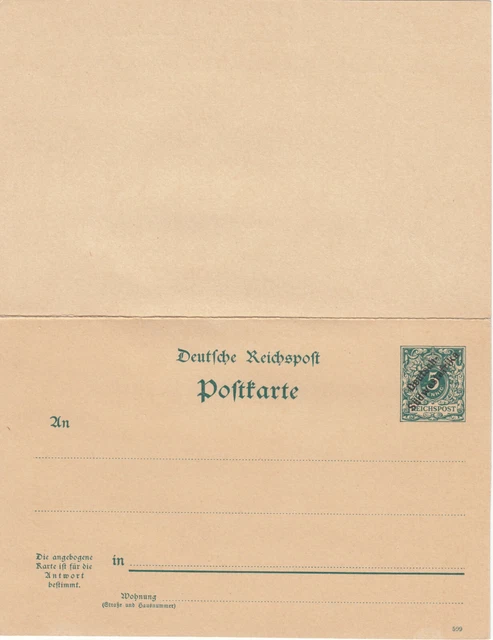 Deutsche Reichspost
Postkarte
5
REICHSPOST
An
Die angebogene
Karte ist für die
Antwort
bestimmt.
in
Wohnung
(Straße und Hausnummer)